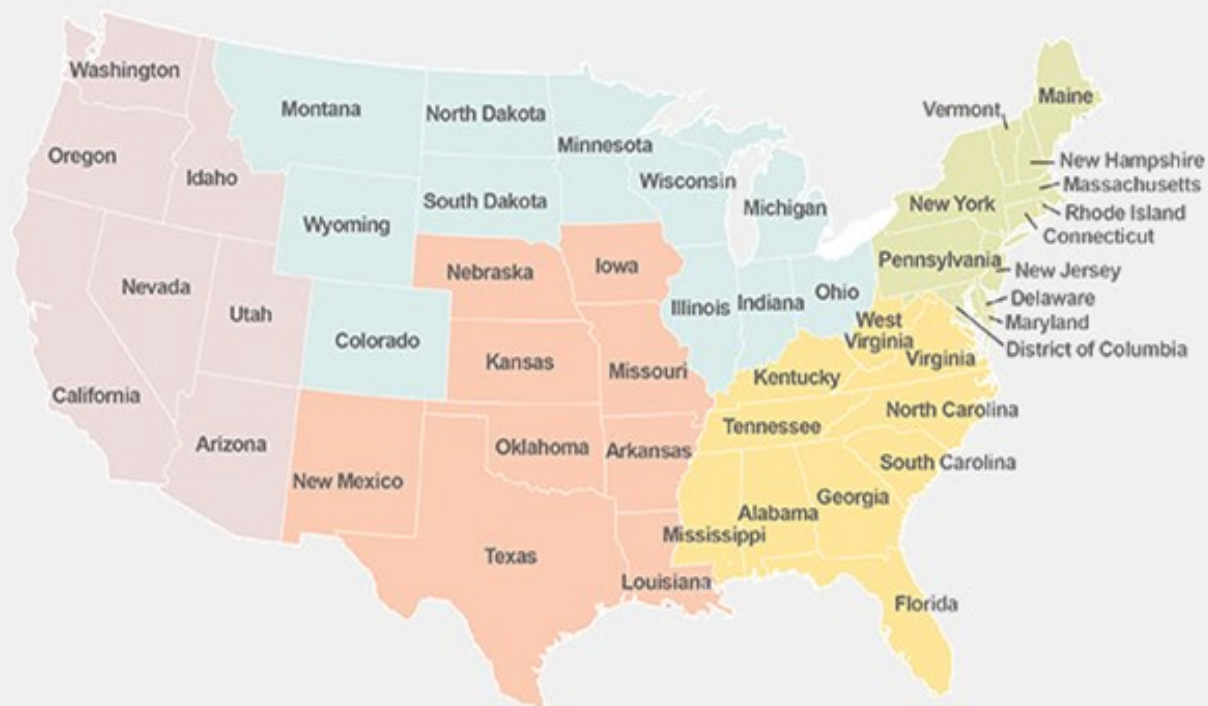 Washington
Montana
North Dakota
Minnesota
Vermont
Maine
Oregon
Idaho
Wyoming
South Dakota
Wisconsin
Michigan
New York
New Hampshire
Massachusetts
Rhode Island
Connecticut
Nevada
Utah
Colorado
Nebraska
Iowa
Illinois
Indiana
Ohio
Pennsylvania
New Jersey
Delaware
Maryland
District of Columbia
West
Virginia
Virginia
California
Arizona
New Mexico
Kansas
Missouri
Kentucky
Oklahoma
Arkansas
Tennessee
North Carolina
South Carolina
Texas
Louisiana
Mississippi
Alabama
Georgia
Florida